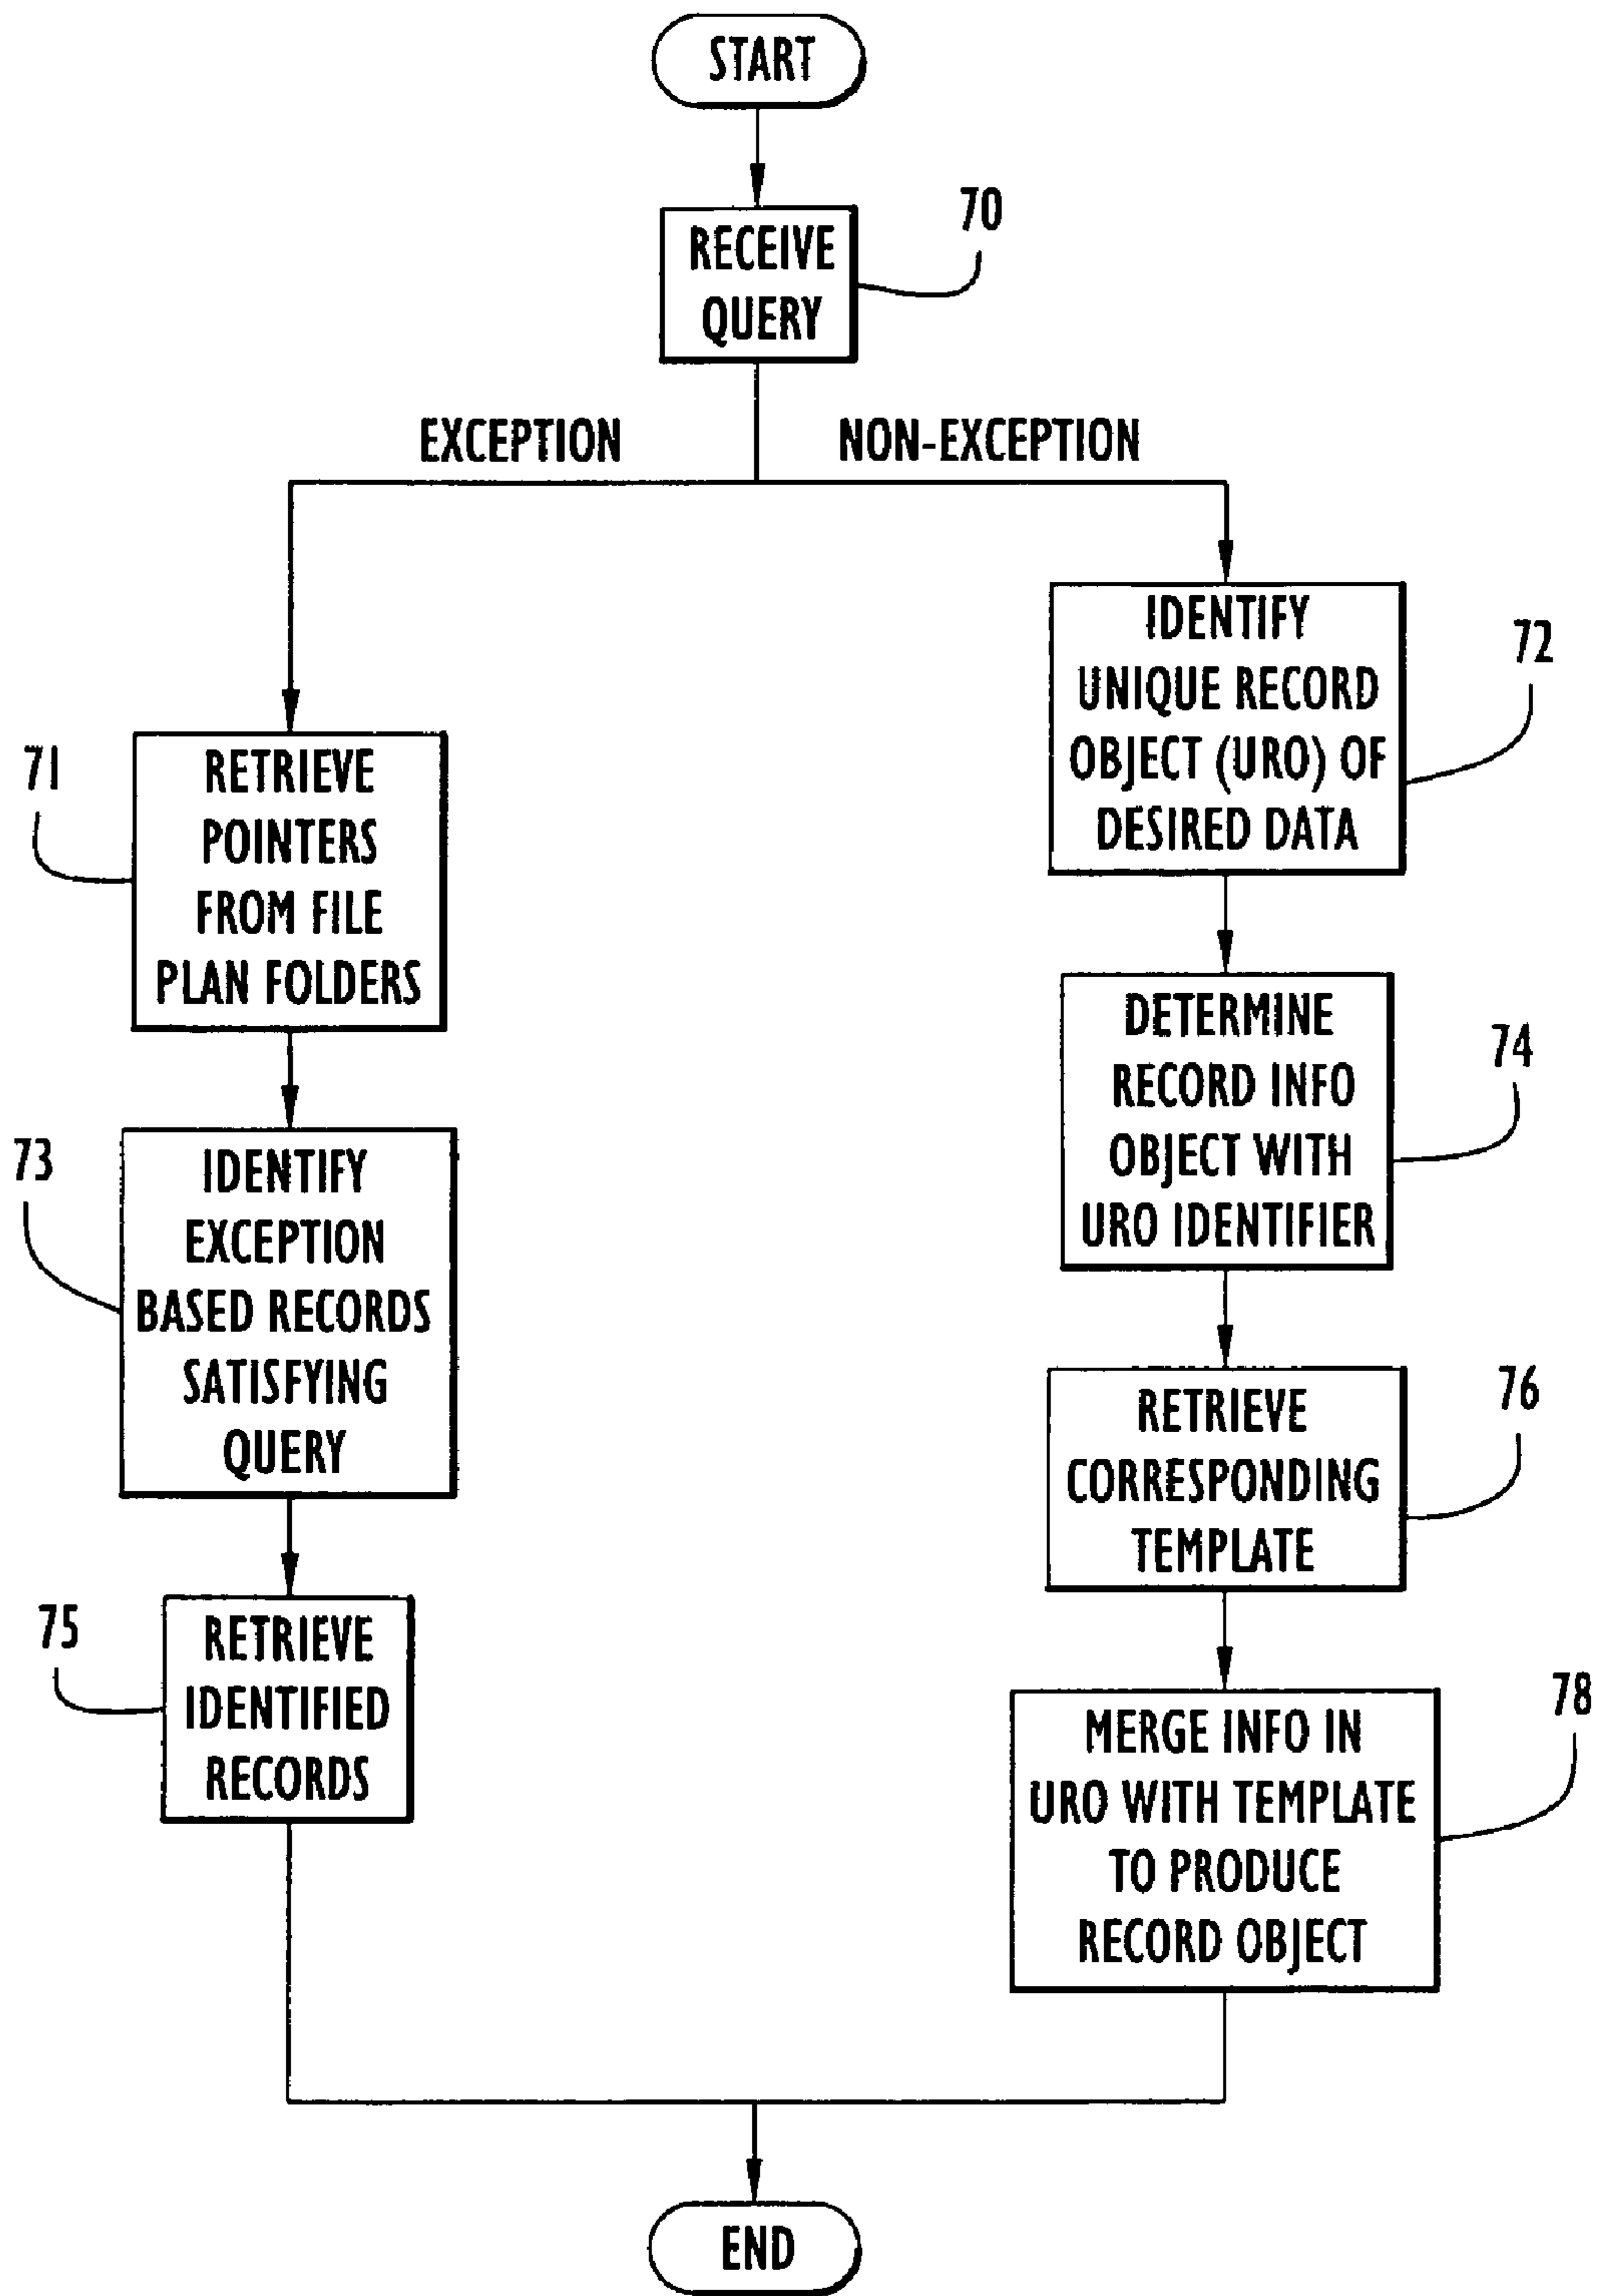 START
70
RECEIVE
QUERY
EXCEPTION
NON-EXCEPTION
71
RETRIEVE
POINTERS
FROM FILE
PLAN FOLDERS
73
IDENTIFY
EXCEPTION
BASED RECORDS
SATISFYING
QUERY
75
RETRIEVE
IDENTIFIED
RECORDS
72
IDENTIFY
UNIQUE RECORD
OBJECT (URO) OF
DESIRED DATA
74
DETERMINE
RECORD INFO
OBJECT WITH
URO IDENTIFIER
76
RETRIEVE
CORRESPONDING
TEMPLATE
78
MERGE INFO IN
URO WITH TEMPLATE
TO PRODUCE
RECORD OBJECT
END